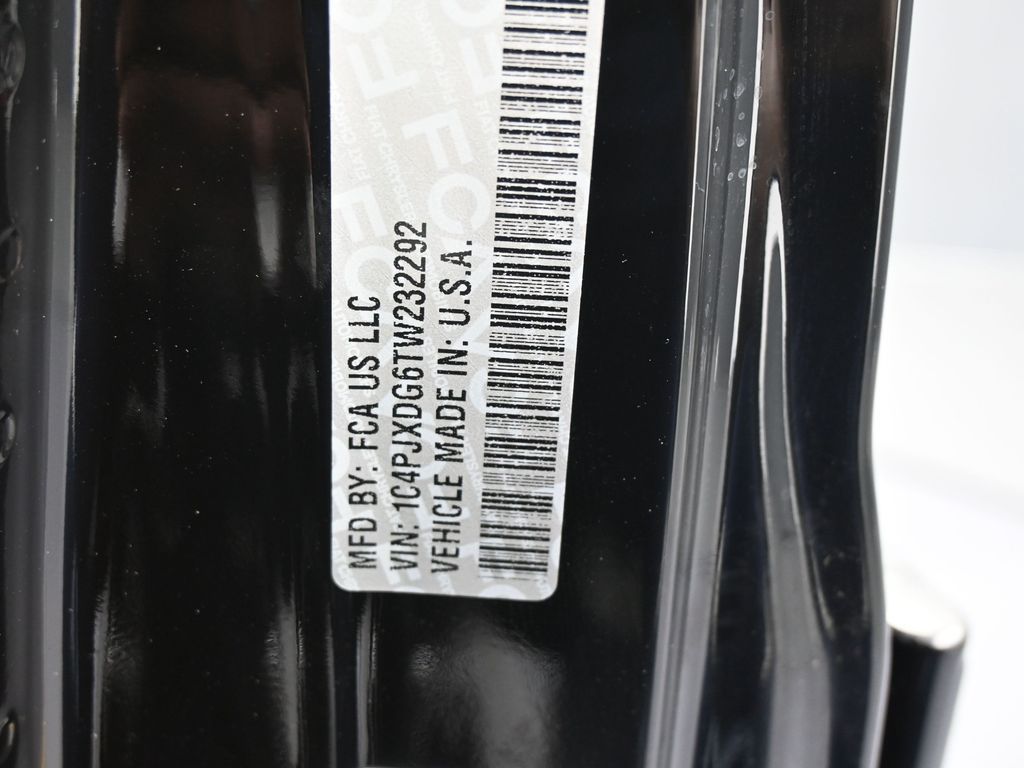 MFD BY: FCA US LLC
VIN: 1C4PJXDG6TW232292
VEHICLE MADE IN: U.S.A.